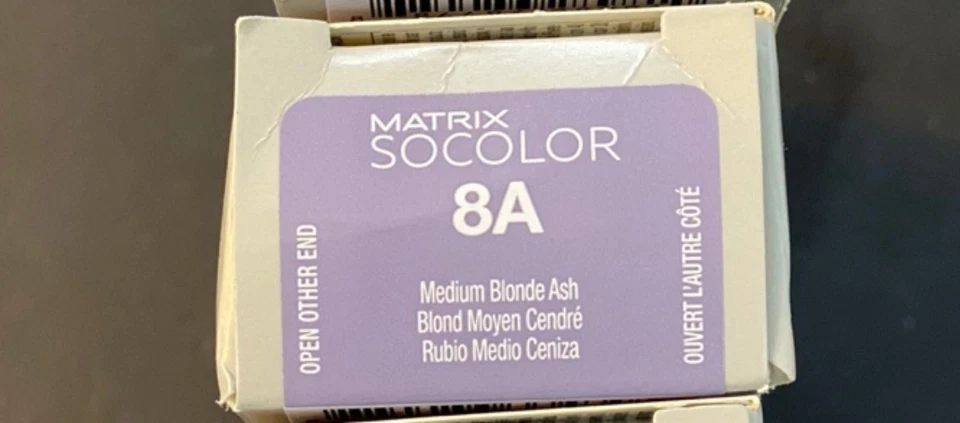 MATRIX
SOCOLOR
8A
Medium Blonde Ash
Blond Moyen Cendré
Rubio Medio Ceniza
OPEN OTHER END
OUVERT L'AUTRE CÔTÉ